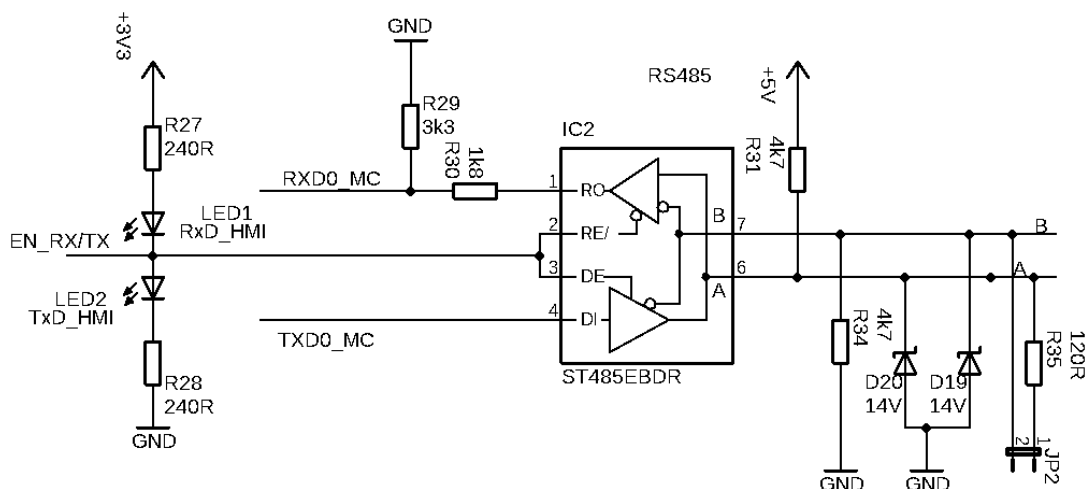 +3V3
R27
240R
LED1
RxD_HMI
EN_RX/TX
LED2
TxD_HMI
R28
240R
GND
GND
R29
3k3
R30
1k8
RXD0_MC
TXD0_MC
RS485
IC2
1
RO
2
RE/
3
DE
4
DI
B
7
6
A
ST485EBDR
+5V
R31
4k7
B
A
R34
4k7
GND
D20
14V
D19
14V
GND
R35
120R
2
1
JP2